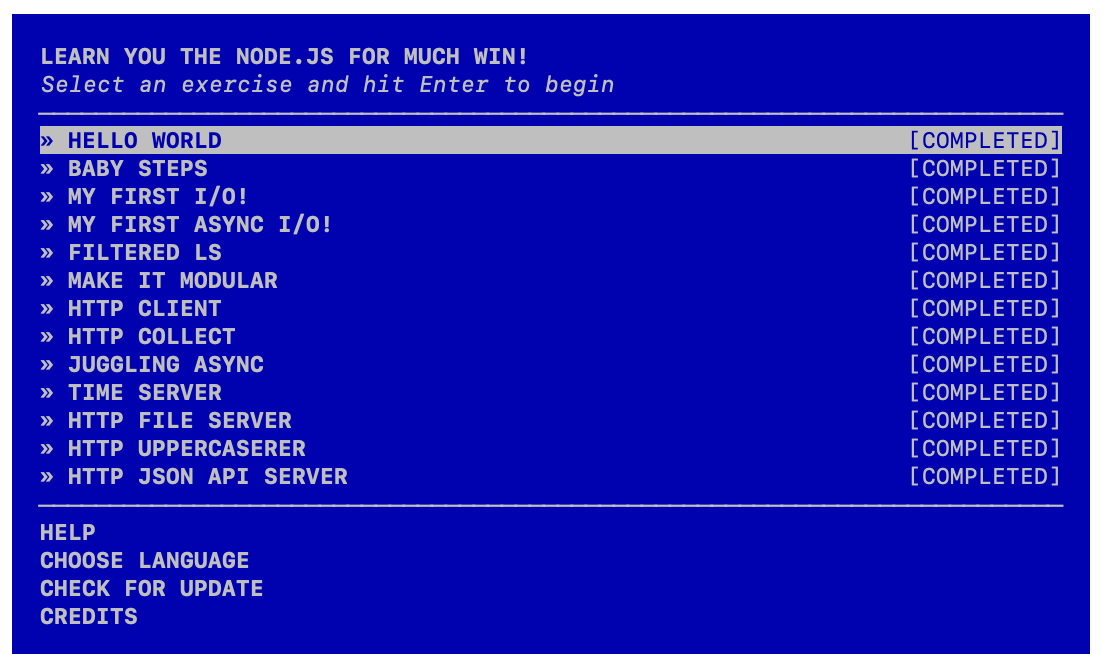 LEARN YOU THE NODE.JS FOR MUCH WIN!
Select an exercise and hit Enter to begin
» HELLO WORLD [COMPLETED]
» BABY STEPS [COMPLETED]
» MY FIRST I/O! [COMPLETED]
» MY FIRST ASYNC I/O! [COMPLETED]
» FILTERED LS [COMPLETED]
» MAKE IT MODULAR [COMPLETED]
» HTTP CLIENT [COMPLETED]
» HTTP COLLECT [COMPLETED]
» JUGGLING ASYNC [COMPLETED]
» TIME SERVER [COMPLETED]
» HTTP FILE SERVER [COMPLETED]
» HTTP UPPERCASERER [COMPLETED]
» HTTP JSON API SERVER [COMPLETED]
HELP
CHOOSE LANGUAGE
CHECK FOR UPDATE
CREDITS